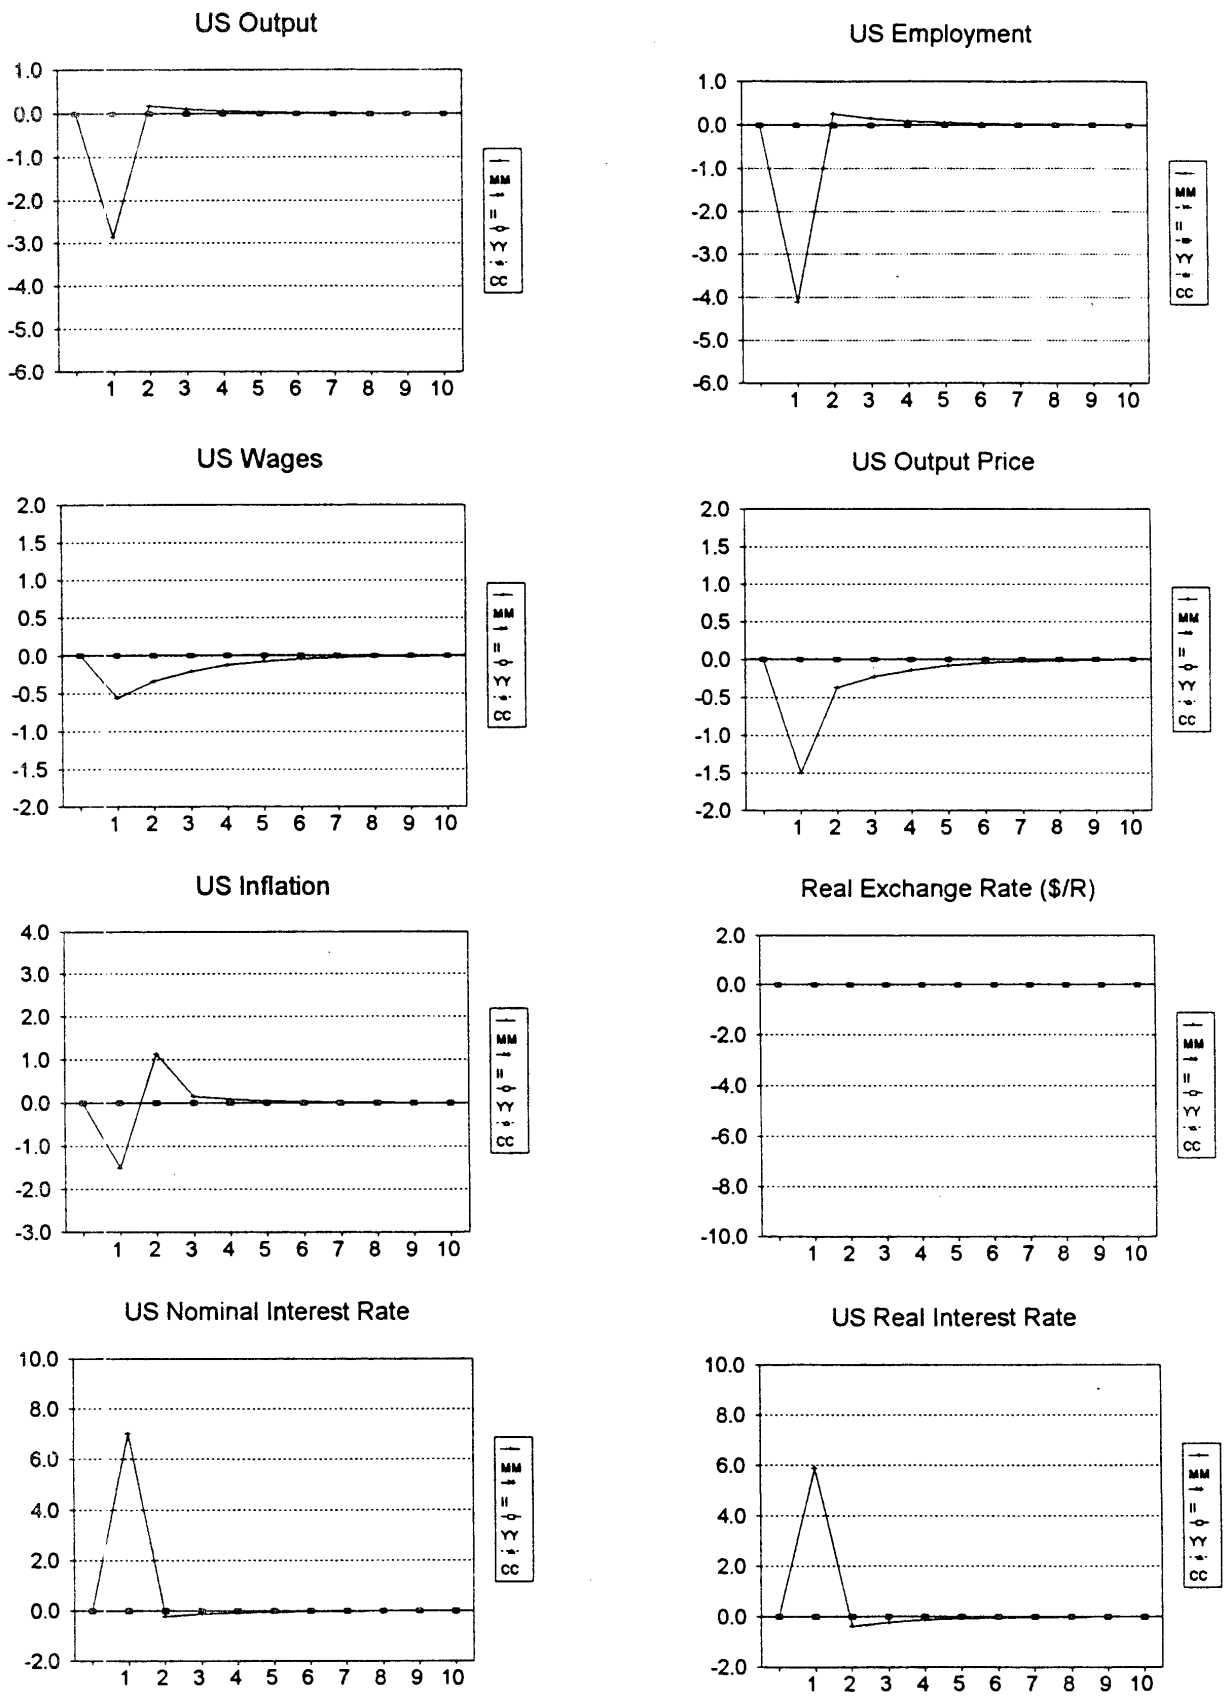 US Output
1.0
0.0
-1.0
-2.0
-3.0
-4.0
-5.0
-6.0
1 2 3 4 5 6 7 8 9 10
MM
II
YY
CC
US Employment
1.0
0.0
-1.0
-2.0
-3.0
-4.0
-5.0
-6.0
1 2 3 4 5 6 7 8 9 10
MM
II
YY
CC
US Wages
2.0
1.5
1.0
0.5
0.0
-0.5
-1.0
-1.5
-2.0
1 2 3 4 5 6 7 8 9 10
MM
II
YY
CC
US Output Price
2.0
1.5
1.0
0.5
0.0
-0.5
-1.0
-1.5
-2.0
1 2 3 4 5 6 7 8 9 10
MM
II
YY
CC
US Inflation
4.0
3.0
2.0
1.0
0.0
-1.0
-2.0
-3.0
1 2 3 4 5 6 7 8 9 10
MM
II
YY
CC
Real Exchange Rate ($/R)
2.0
0.0
-2.0
-4.0
-6.0
-8.0
-10.0
1 2 3 4 5 6 7 8 9 10
MM
II
YY
CC
US Nominal Interest Rate
10.0
8.0
6.0
4.0
2.0
0.0
-2.0
1 2 3 4 5 6 7 8 9 10
MM
II
YY
CC
US Real Interest Rate
10.0
8.0
6.0
4.0
2.0
0.0
-2.0
1 2 3 4 5 6 7 8 9 10
MM
II
YY
CC